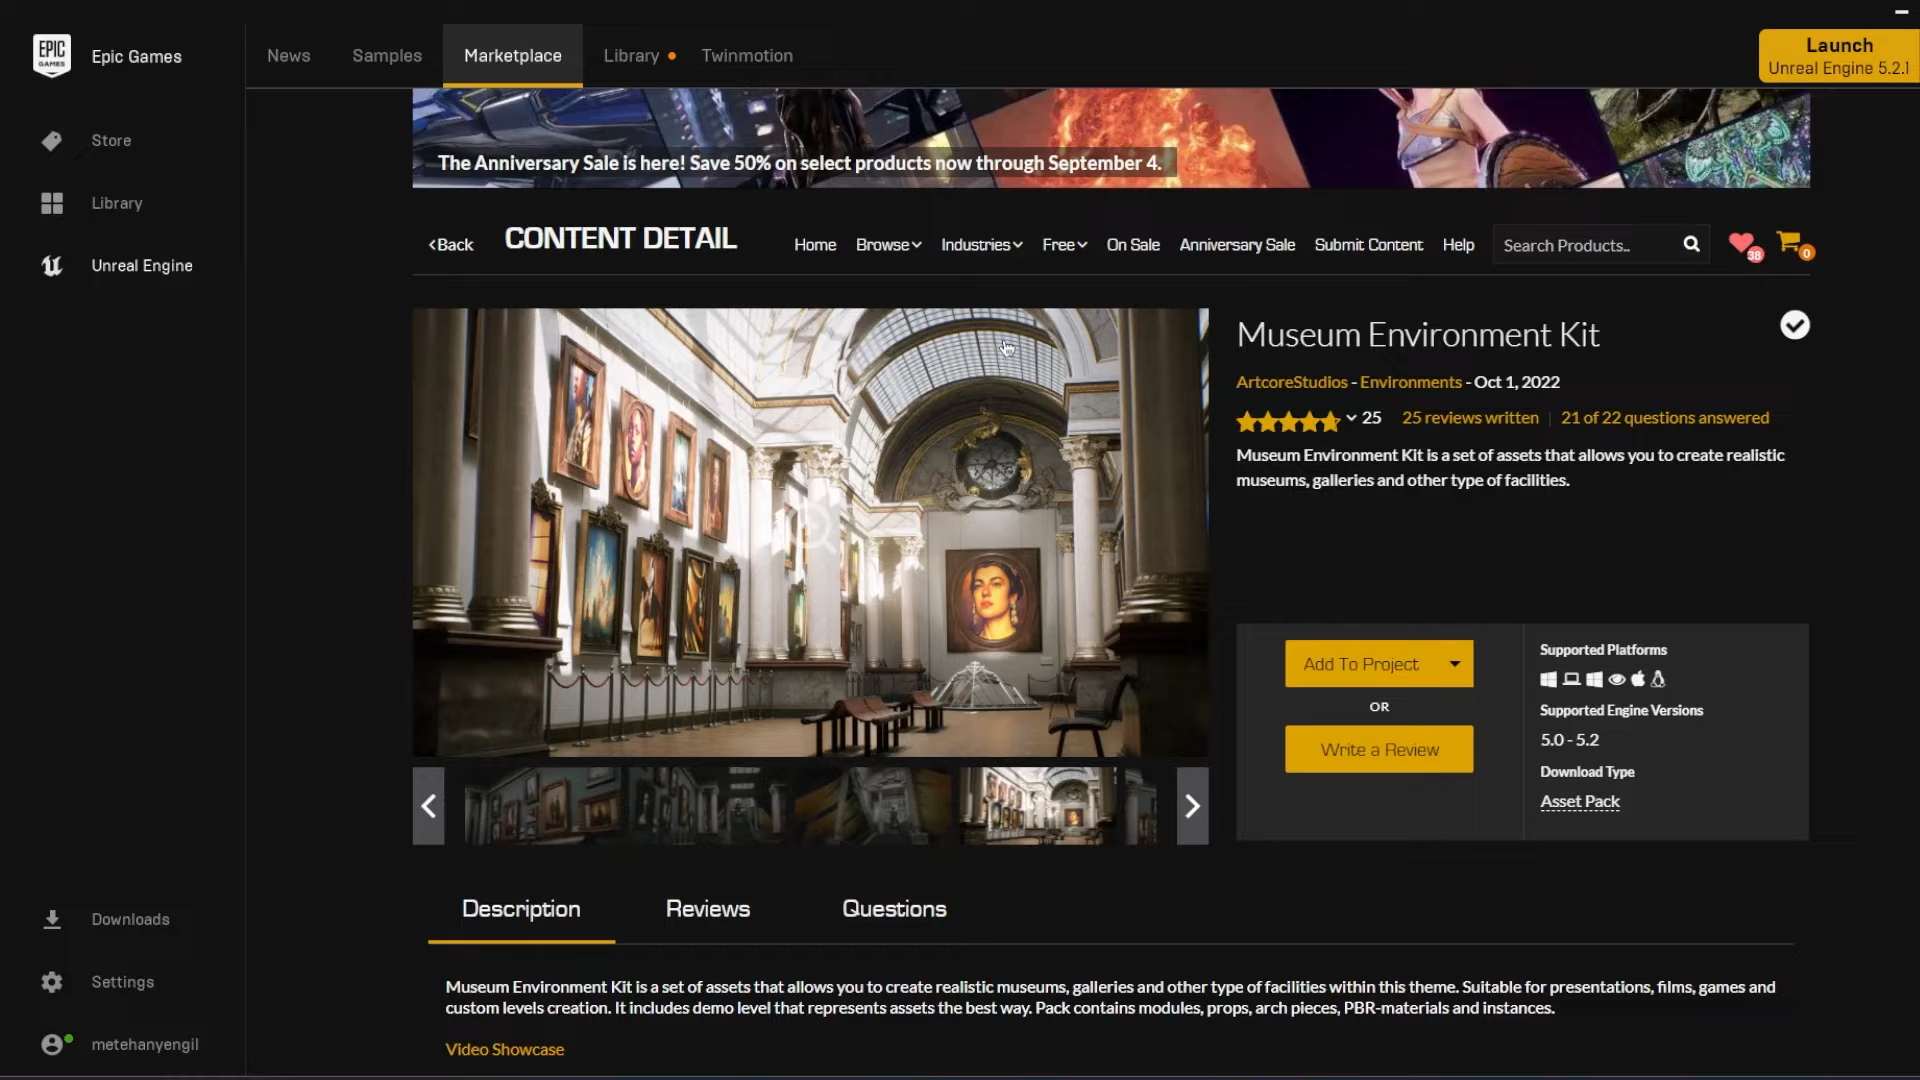 EPIC GAMES
Epic Games
Store
Library
Unreal Engine
Downloads
Settings
metehanyengil
News
Samples
Marketplace
Library
Twinmotion
Launch
Unreal Engine 5.2.1
The Anniversary Sale is here! Save 50% on select products now through September 4.
Back
CONTENT DETAIL
Home
Browse
Industries
Free
On Sale
Anniversary Sale
Submit Content
Help
Search Products..
38
0
Museum Environment Kit
ArtcoreStudios - Environments - Oct 1, 2022
25 25 reviews written | 21 of 22 questions answered
Museum Environment Kit is a set of assets that allows you to create realistic
museums, galleries and other type of facilities.
Add To Project
OR
Write a Review
Supported Platforms
Supported Engine Versions
5.0 - 5.2
Download Type
Asset Pack
Description
Reviews
Questions
Museum Environment Kit is a set of assets that allows you to create realistic museums, galleries and other type of facilities within this theme. Suitable for presentations, films, games and
custom levels creation. It includes demo level that represents assets the best way. Pack contains modules, props, arch pieces, PBR-materials and instances.
Video Showcase